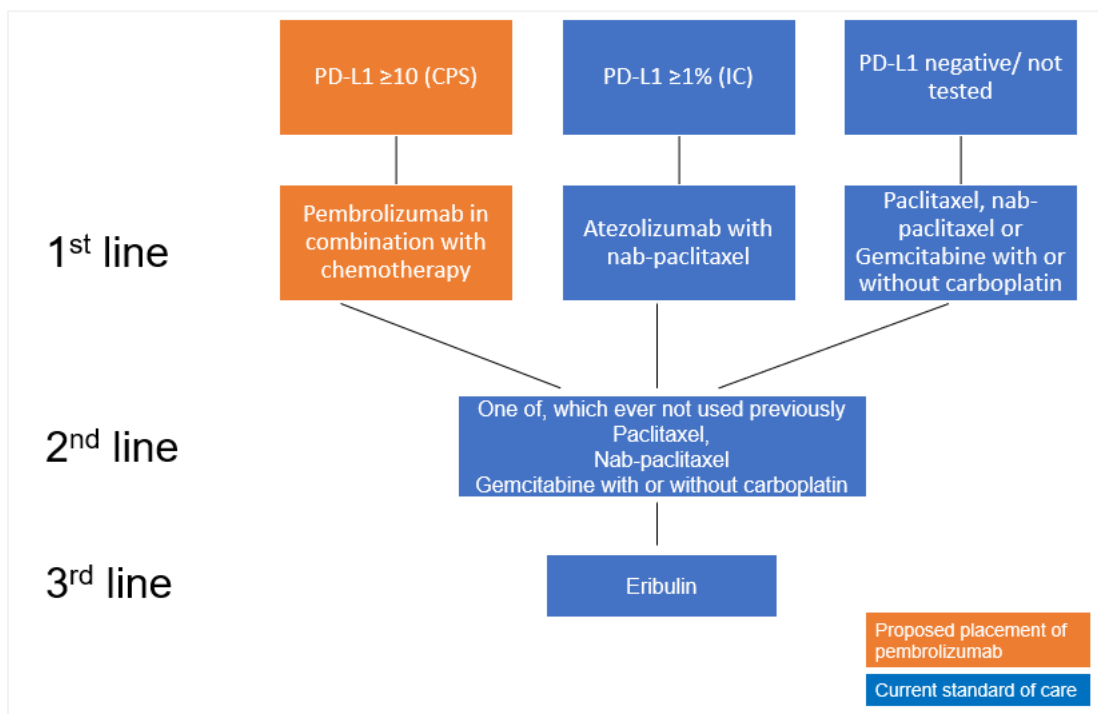 PD-L1 ≥10 (CPS)
PD-L1 ≥1% (IC)
PD-L1 negative/ not
tested
1st line
Pembrolizumab in
combination with
chemotherapy
Atezolizumab with
nab-paclitaxel
Paclitaxel, nab-
paclitaxel or
Gemcitabine with or
without carboplatin
2nd line
One of, which ever not used previously
Paclitaxel,
Nab-paclitaxel
Gemcitabine with or without carboplatin
3rd line
Eribulin
Proposed placement of
pembrolizumab
Current standard of care